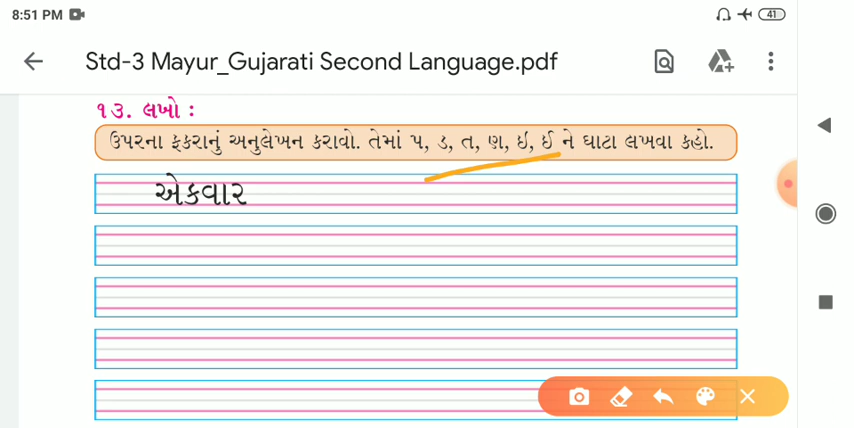 8:51 PM
41
Std-3 Mayur_Gujarati Second Language.pdf
૧૩. લખો :
ઉપરના ફકરાનું અનુલેખન કરાવો. તેમાં પ, ડ, ત, ણ, ઇ, ઈ ને ઘાટા લખવા કહો.
એકવાર